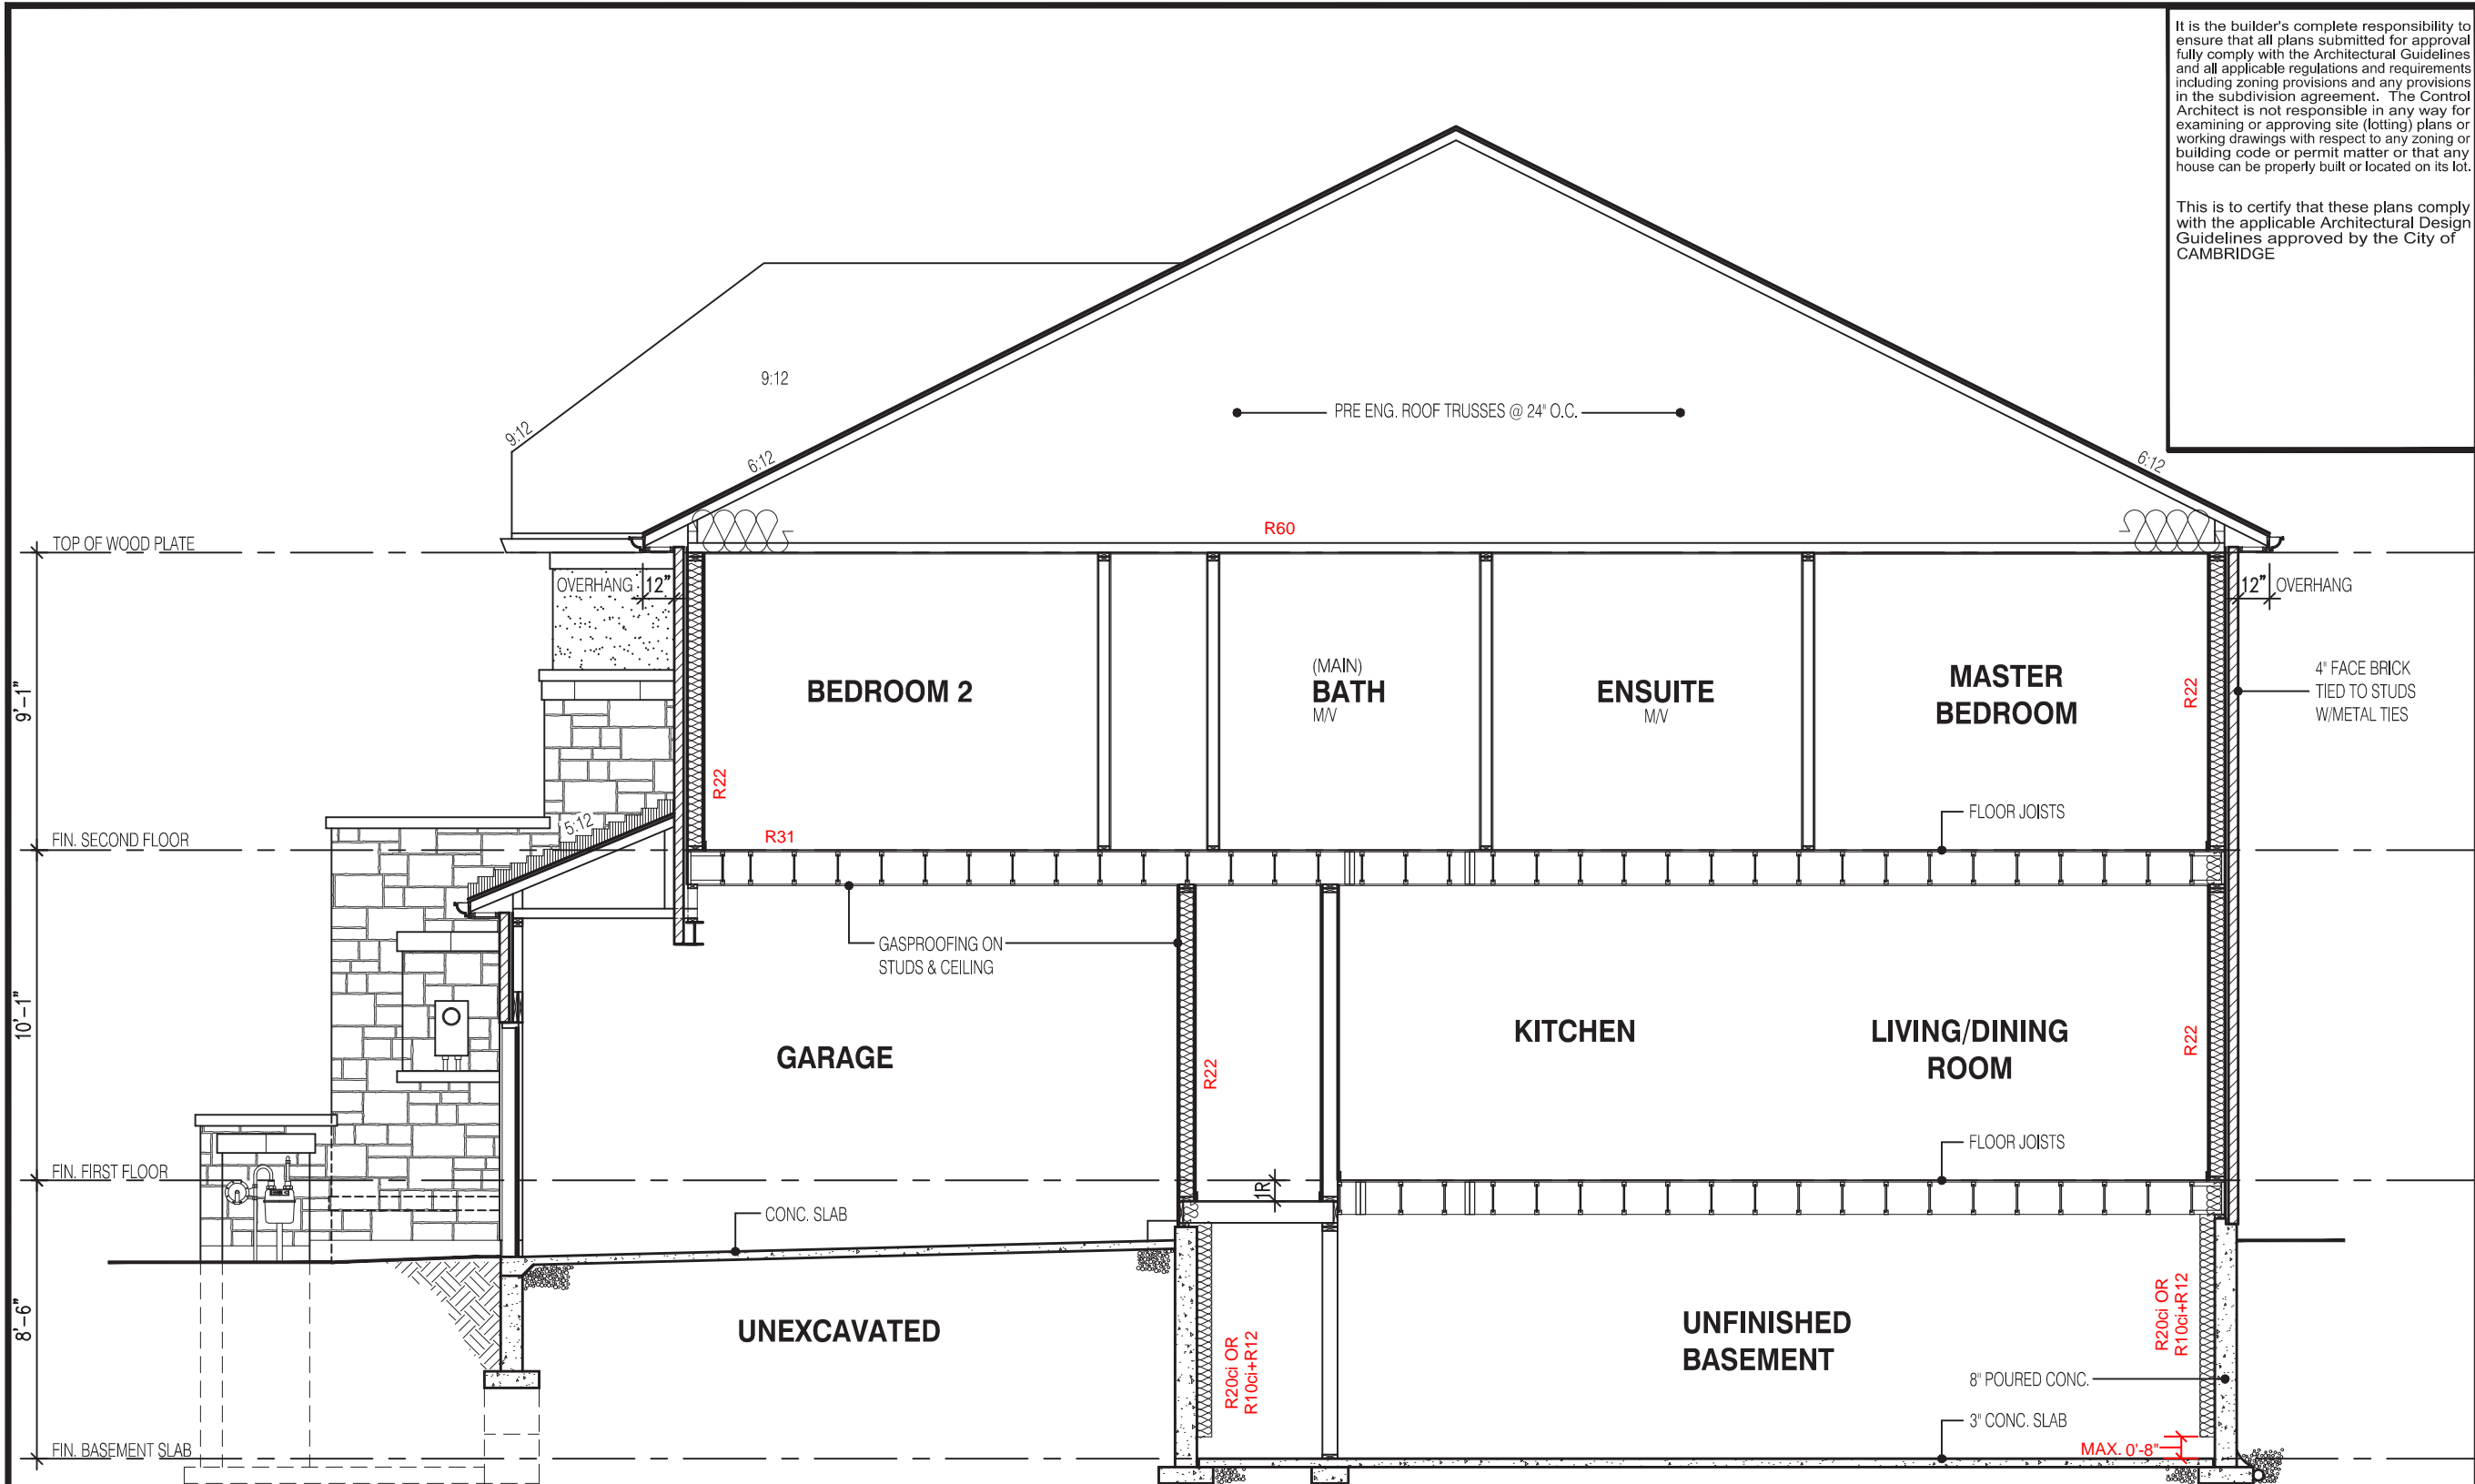 It is the builder's complete responsibility to
ensure that all plans submitted for approval
fully comply with the Architectural Guidelines
and all applicable regulations and requirements
including zoning provisions and any provisions
in the subdivision agreement. The Control
Architect is not responsible in any way for
examining or approving site (lotting) plans or
working drawings with respect to any zoning or
building code or permit matter or that any
house can be properly built or located on its lot.
This is to certify that these plans comply
with the applicable Architectural Design
Guidelines approved by the City of
CAMBRIDGE
9:12
9:12
6:12
PRE ENG. ROOF TRUSSES @ 24" O.C.
6:12
R60
TOP OF WOOD PLATE
OVERHANG 12"
12" OVERHANG
9'-1"
BEDROOM 2
(MAIN)
BATH
M/V
ENSUITE
M/V
MASTER
BEDROOM
R22
4" FACE BRICK
TIED TO STUDS
W/METAL TIES
R22
R31
5:12
FLOOR JOISTS
FIN. SECOND FLOOR
10'-1"
GASPROOFING ON
STUDS & CEILING
GARAGE
R22
KITCHEN
LIVING/DINING
ROOM
R22
FLOOR JOISTS
FIN. FIRST FLOOR
1R
CONC. SLAB
8'-6"
UNEXCAVATED
R20ci OR
R10ci+R12
UNFINISHED
BASEMENT
R20ci OR
R10ci+R12
8" POURED CONC.
3" CONC. SLAB
MAX. 0'-8"
FIN. BASEMENT SLAB